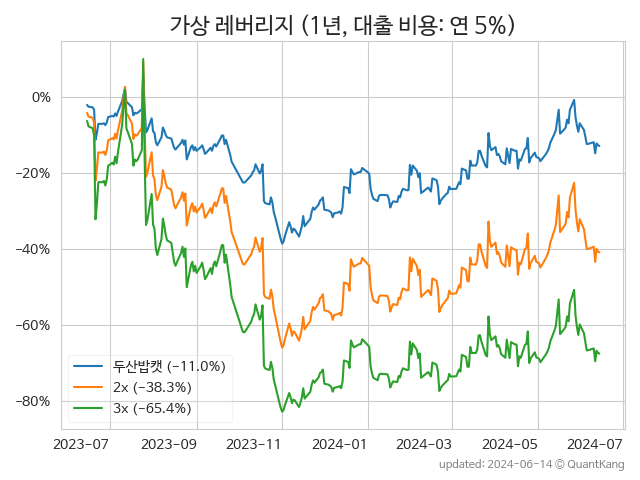 가상 레버리지 (1년, 대출 비용: 연 5%)
0%
−20%
−40%
−60%
−80%
두산밥캣 (−11.0%)
2x (−38.3%)
3x (−65.4%)
2023−07 2023−09 2023−11 2024−01 2024−03 2024−05 2024−07
updated: 2024−06−14 © QuantKang